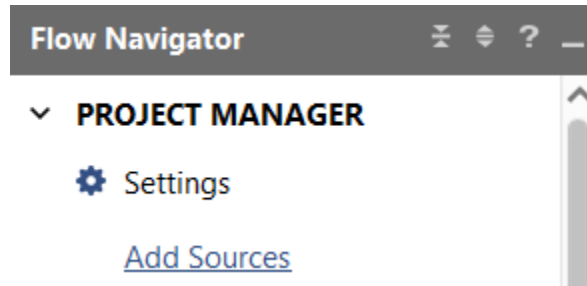 Flow Navigator ?
PROJECT MANAGER
Settings
Add Sources